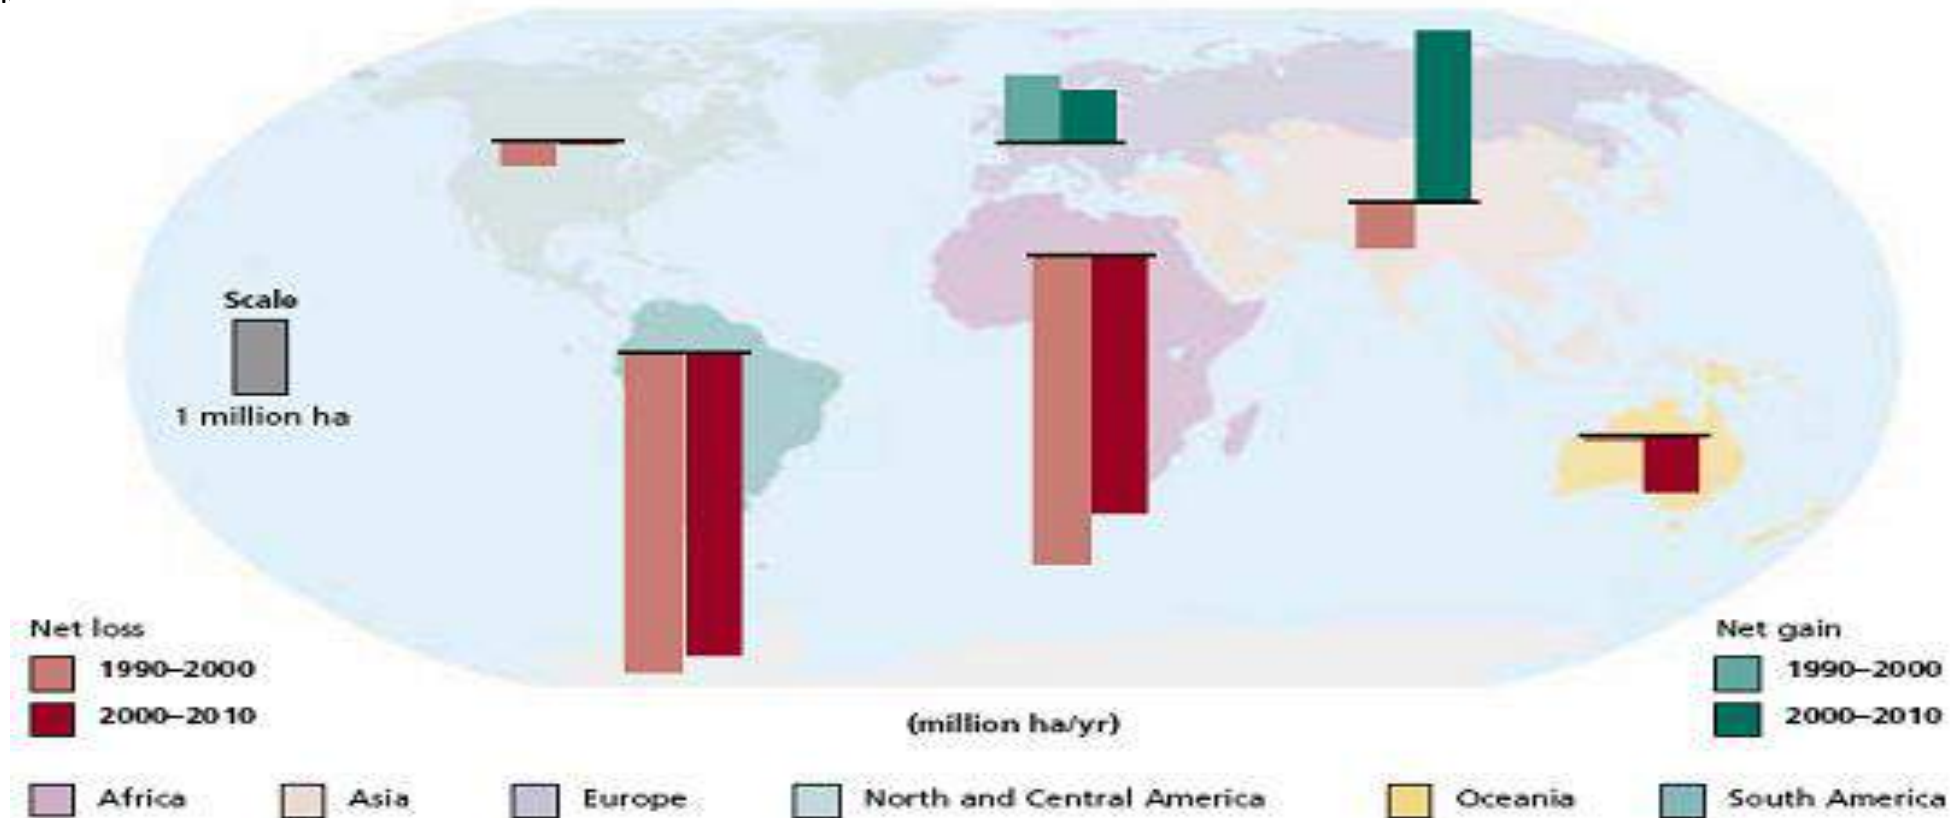 Scale
1 million ha
Net loss
1990–2000
2000–2010
(million ha/yr)
Net gain
1990–2000
2000–2010
Africa
Asia
Europe
North and Central America
Oceania
South America